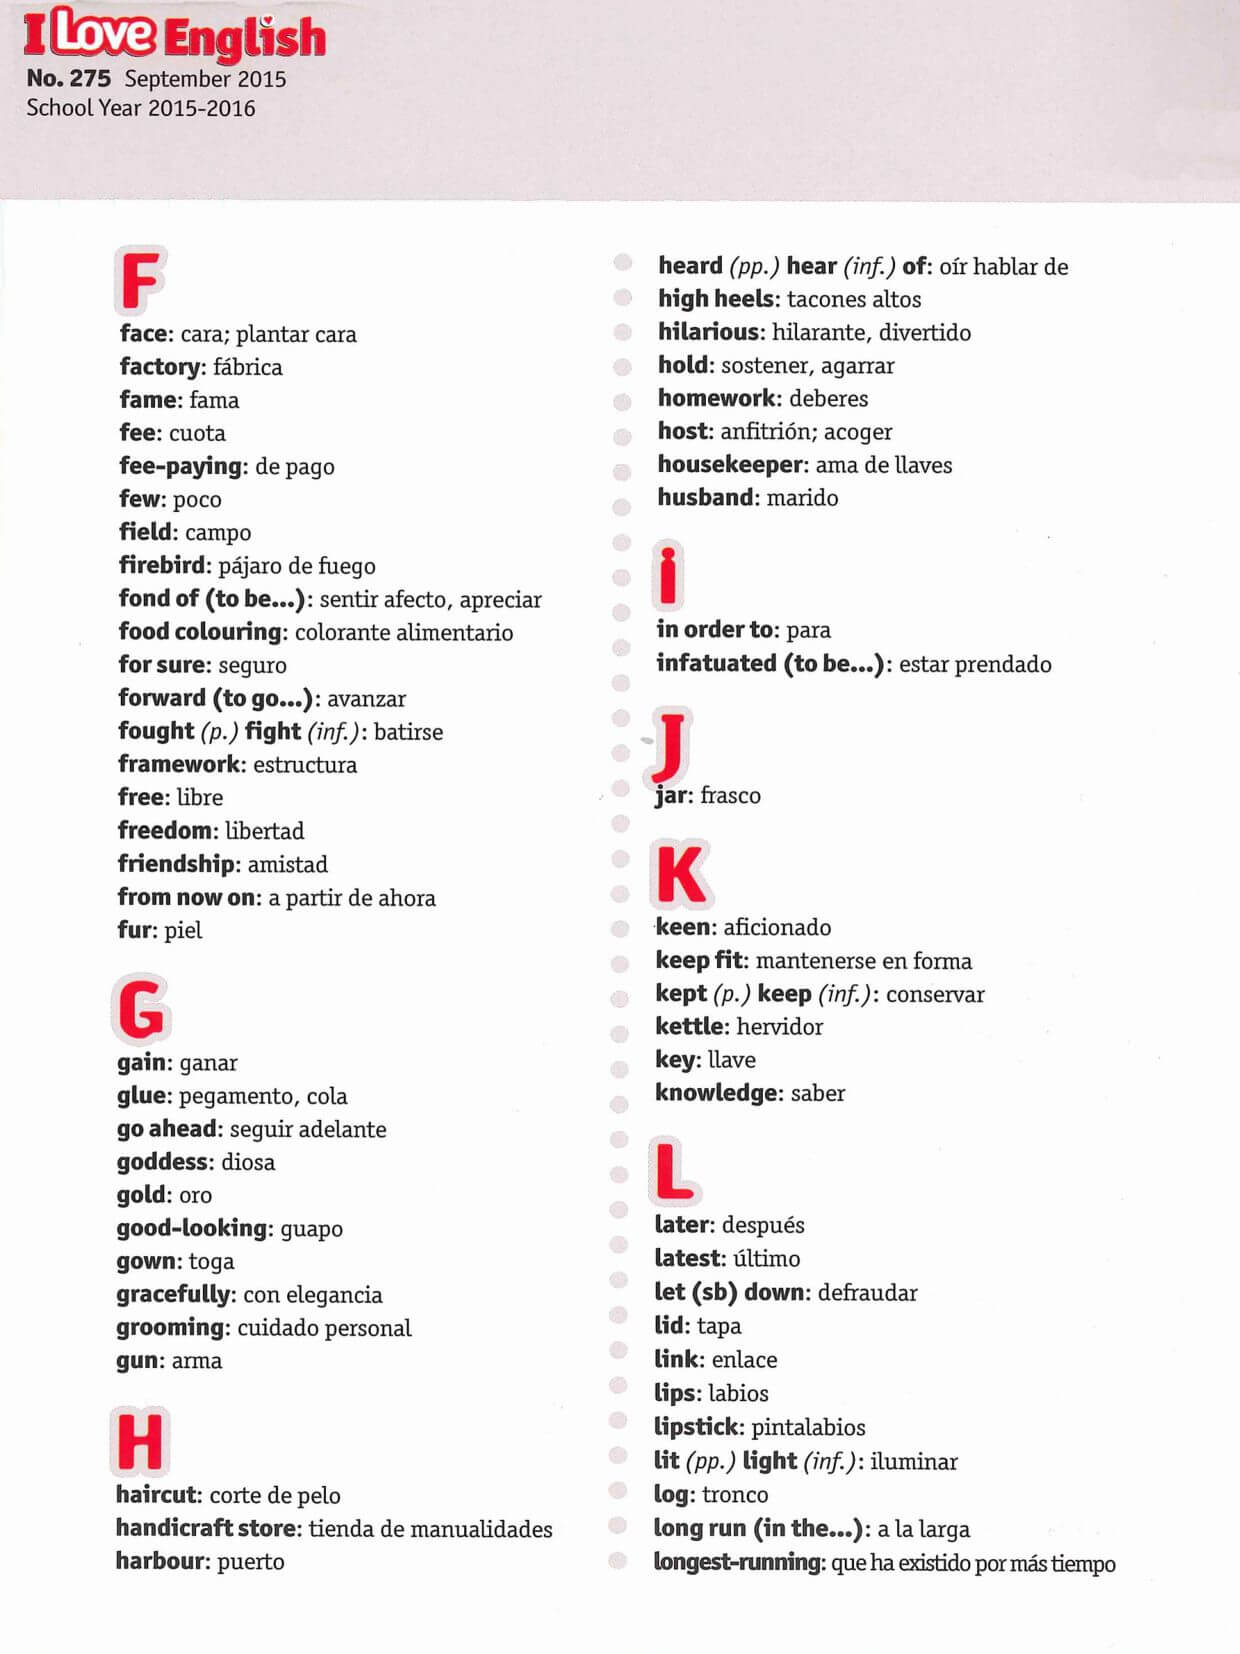 I Love English
No. 275 September 2015
School Year 2015-2016
F
face: cara; plantar cara
factory: fábrica
fame: fama
fee: cuota
fee-paying: de pago
few: poco
field: campo
firebird: pájaro de fuego
fond of (to be...): sentir afecto, apreciar
food colouring: colorante alimentario
for sure: seguro
forward (to go...): avanzar
fought (p.) fight (inf.): batirse
framework: estructura
free: libre
freedom: libertad
friendship: amistad
from now on: a partir de ahora
fur: piel
G
gain: ganar
glue: pegamento, cola
go ahead: seguir adelante
goddess: diosa
gold: oro
good-looking: guapo
gown: toga
gracefully: con elegancia
grooming: cuidado personal
gun: arma
H
haircut: corte de pelo
handicraft store: tienda de manualidades
harbour: puerto
heard (pp.) hear (inf.) of: oír hablar de
high heels: tacones altos
hilarious: hilarante, divertido
hold: sostener, agarrar
homework: deberes
host: anfitrión; acoger
housekeeper: ama de llaves
husband: marido
i
in order to: para
infatuated (to be...): estar prendado
J
jar: frasco
K
keen: aficionado
keep fit: mantenerse en forma
kept (p.) keep (inf.): conservar
kettle: hervidor
key: llave
knowledge: saber
L
later: después
latest: último
let (sb) down: defraudar
lid: tapa
link: enlace
lips: labios
lipstick: pintalabios
lit (pp.) light (inf.): iluminar
log: tronco
long run (in the...): a la larga
longest-running: que ha existido por más tiempo